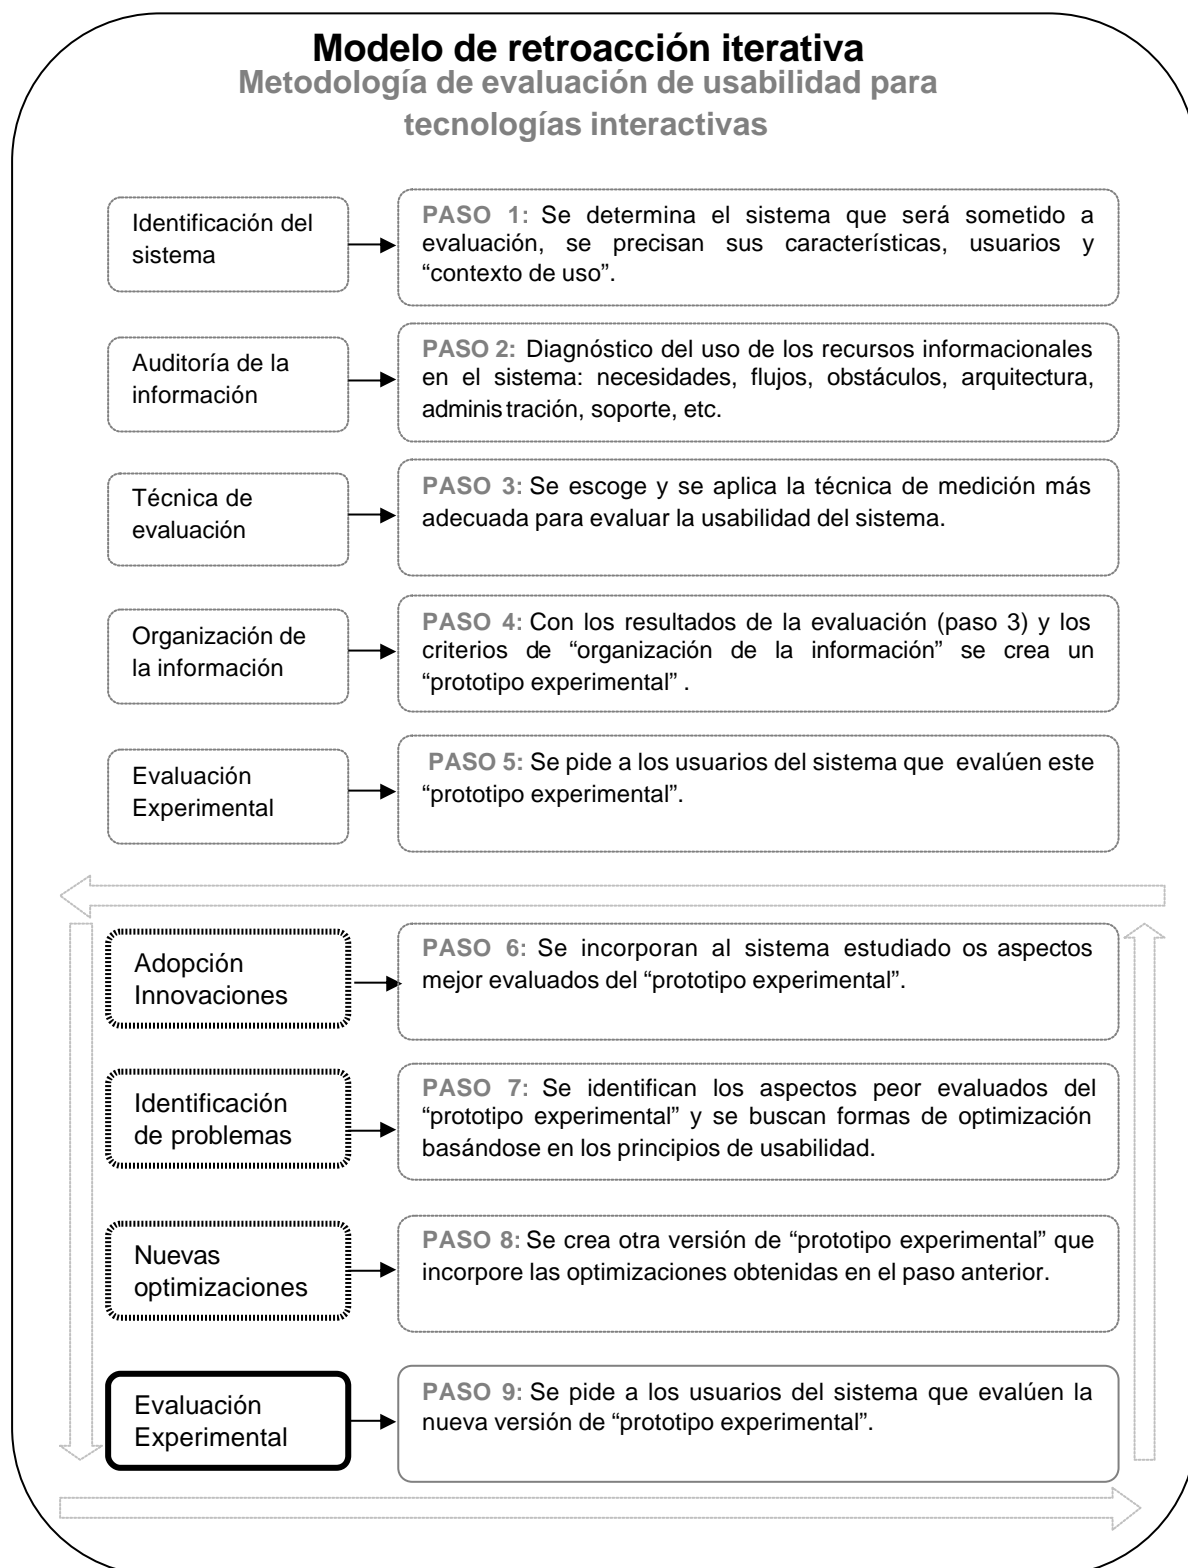 Modelo de retroacción iterativa
Metodología de evaluación de usabilidad para
tecnologías interactivas
Identificación del
sistema
PASO 1: Se determina el sistema que será sometido a
evaluación, se precisan sus características, usuarios y
“contexto de uso”.
Auditoría de la
información
PASO 2: Diagnóstico del uso de los recursos informacionales
en el sistema: necesidades, flujos, obstáculos, arquitectura,
adminis tración, soporte, etc.
Técnica de
evaluación
PASO 3: Se escoge y se aplica la técnica de medición más
adecuada para evaluar la usabilidad del sistema.
Organización de
la información
PASO 4: Con los resultados de la evaluación (paso 3) y los
criterios de “organización de la información” se crea un
“prototipo experimental” .
Evaluación
Experimental
PASO 5: Se pide a los usuarios del sistema que evalúen este
“prototipo experimental”.
Adopción
Innovaciones
PASO 6: Se incorporan al sistema estudiado os aspectos
mejor evaluados del “prototipo experimental”.
Identificación
de problemas
PASO 7: Se identifican los aspectos peor evaluados del
“prototipo experimental” y se buscan formas de optimización
basándose en los principios de usabilidad.
Nuevas
optimizaciones
PASO 8: Se crea otra versión de “prototipo experimental” que
incorpore las optimizaciones obtenidas en el paso anterior.
Evaluación
Experimental
PASO 9: Se pide a los usuarios del sistema que evalúen la
nueva versión de “prototipo experimental”.